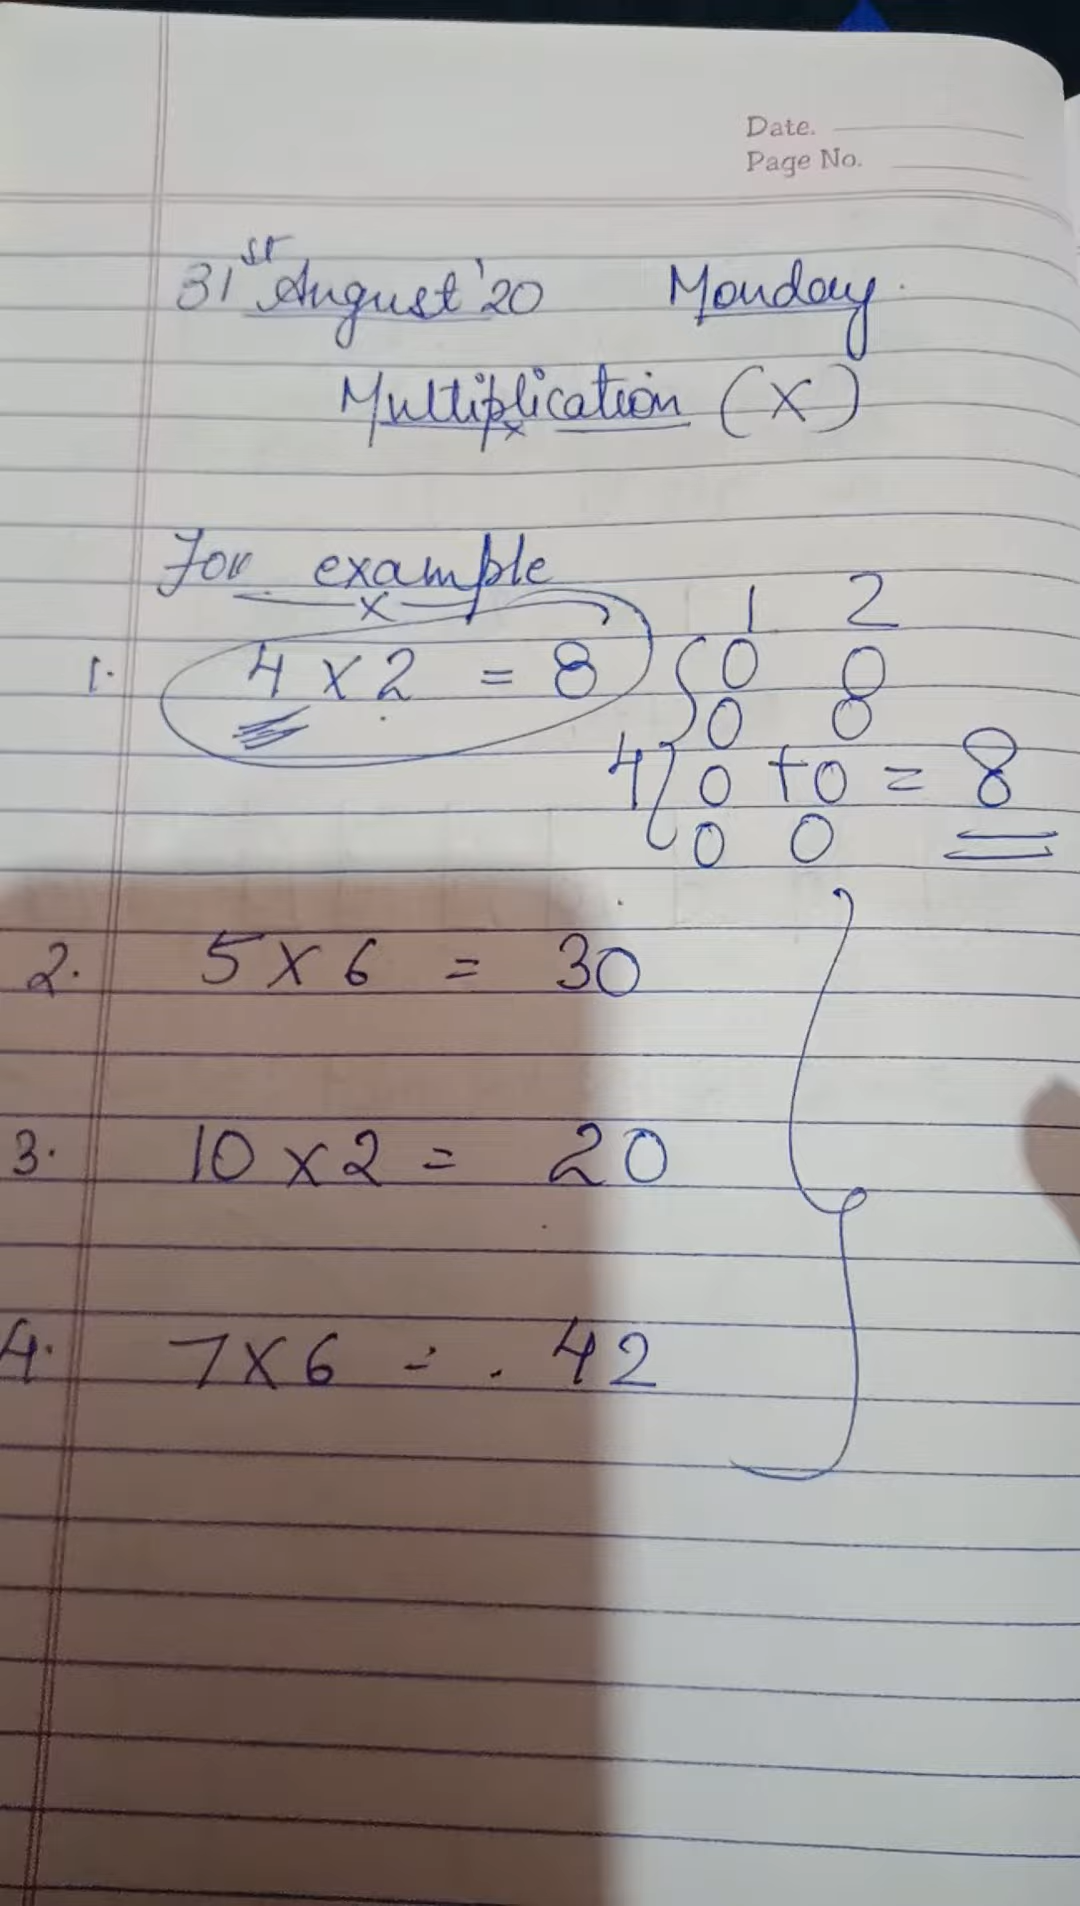 Date.
Page No.
31st August '20 Monday.
Multiplication (X)
For example
1. 4 X 2 = 8
1 2
0 0
0 0
4 0 + 0 = 8
0 0
2. 5 X 6 = 30
3. 10 X 2 = 20
4. 7 X 6 = 42